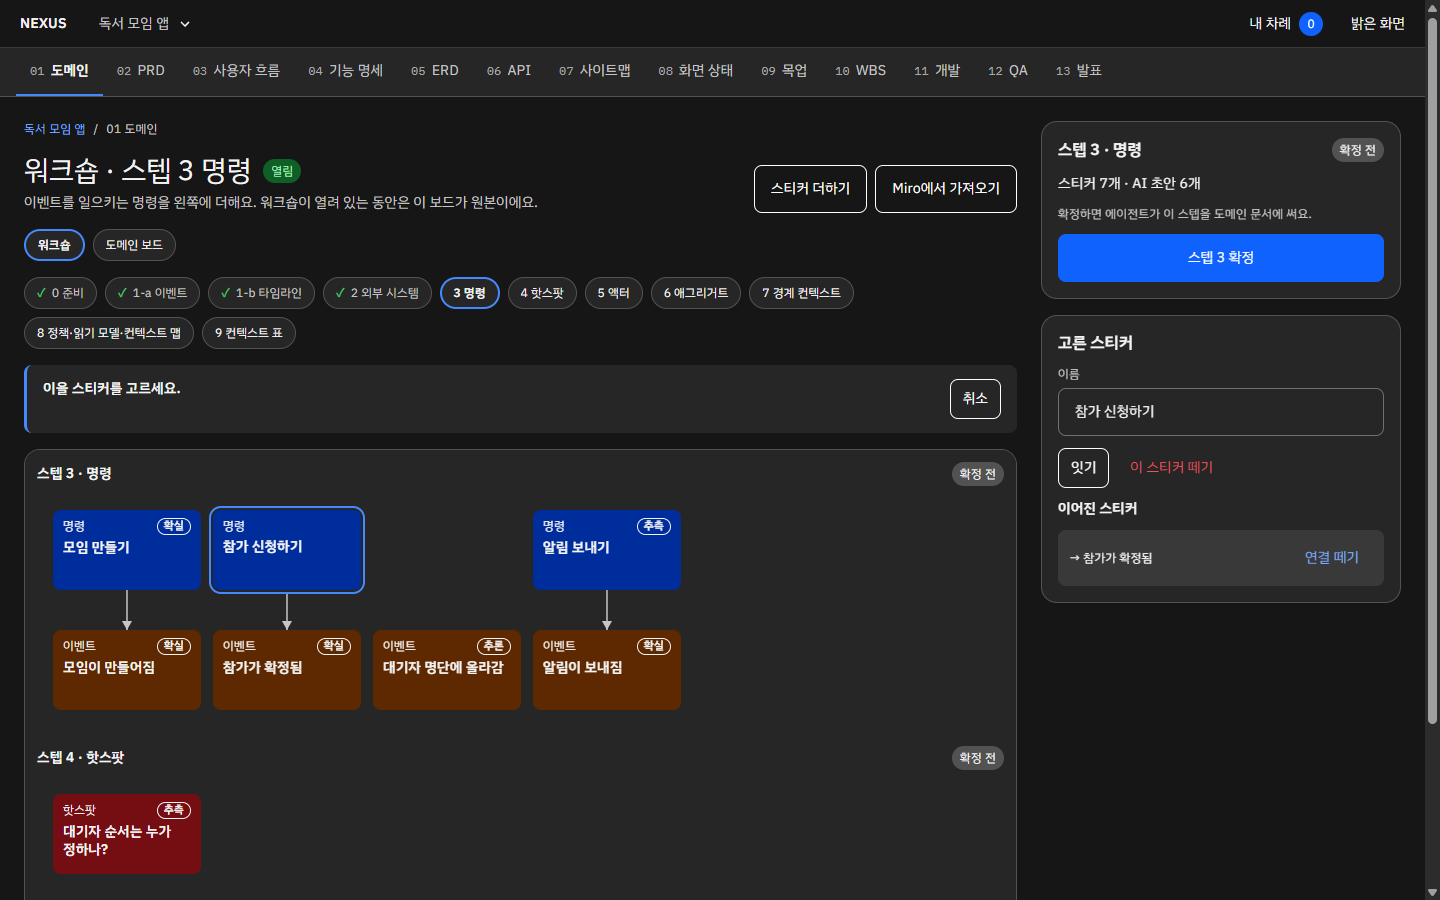 NEXUS 독서 모임 앱 내 차례 0 밝은 화면
01 도메인 02 PRD 03 사용자 흐름 04 기능 명세 05 ERD 06 API 07 사이트맵 08 화면 상태 09 목업 10 WBS 11 개발 12 QA 13 발표
독서 모임 앱 / 01 도메인
워크숍 · 스텝 3 명령 열림
이벤트를 일으키는 명령을 왼쪽에 더해요. 워크숍이 열려 있는 동안은 이 보드가 원본이에요.
스티커 더하기 Miro에서 가져오기
워크숍 도메인 보드
✓ 0 준비 ✓ 1-a 이벤트 ✓ 1-b 타임라인 ✓ 2 외부 시스템 3 명령 4 핫스팟 5 액터 6 애그리거트 7 경계 컨텍스트
8 정책·읽기 모델·컨텍스트 맵 9 컨텍스트 표
이을 스티커를 고르세요. 취소
스텝 3 · 명령 확정 전
명령 확실
모임 만들기
명령
참가 신청하기
명령 추측
알림 보내기
이벤트 확실
모임이 만들어짐
이벤트 확실
참가가 확정됨
이벤트 추론
대기자 명단에 올라감
이벤트 확실
알림이 보내짐
스텝 4 · 핫스팟 확정 전
핫스팟 추측
대기자 순서는 누가
정하나?
스텝 3 · 명령 확정 전
스티커 7개 · AI 초안 6개
확정하면 에이전트가 이 스텝을 도메인 문서에 써요.
스텝 3 확정
고른 스티커
이름
참가 신청하기
잇기 이 스티커 떼기
이어진 스티커
→ 참가가 확정됨 연결 떼기